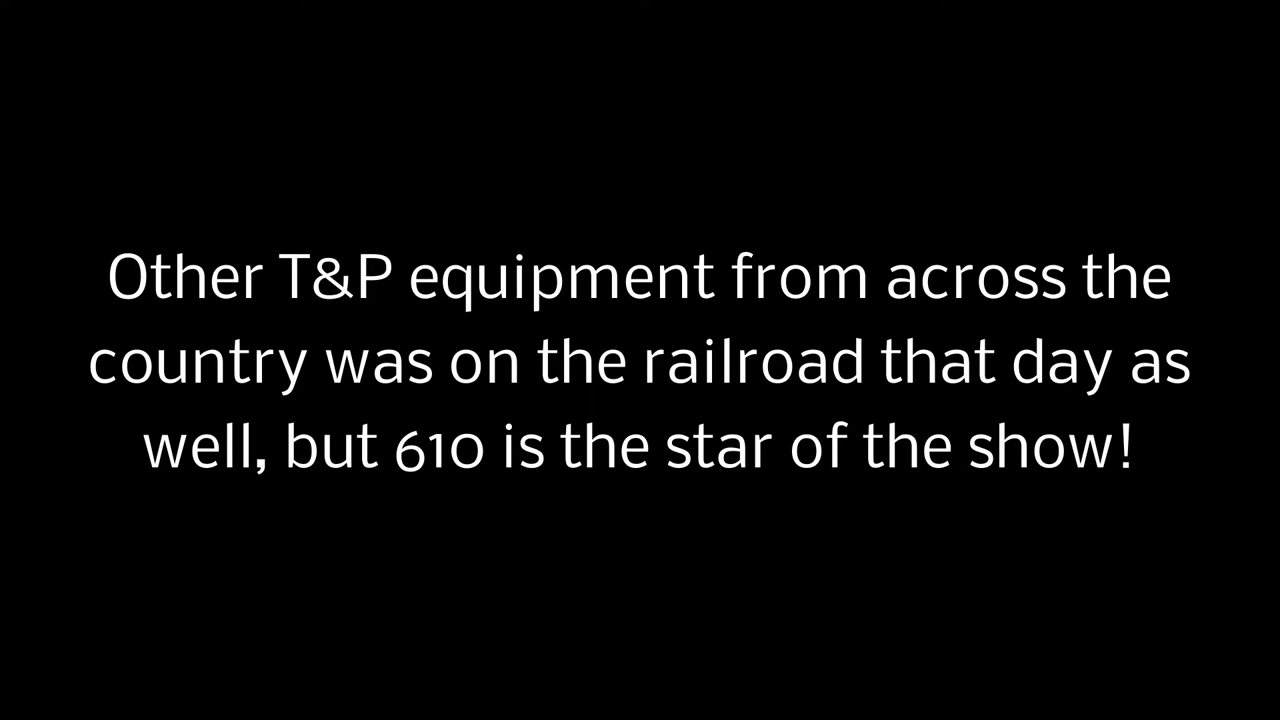 Other T&P equipment from across the
country was on the railroad that day as
well, but 610 is the star of the show!